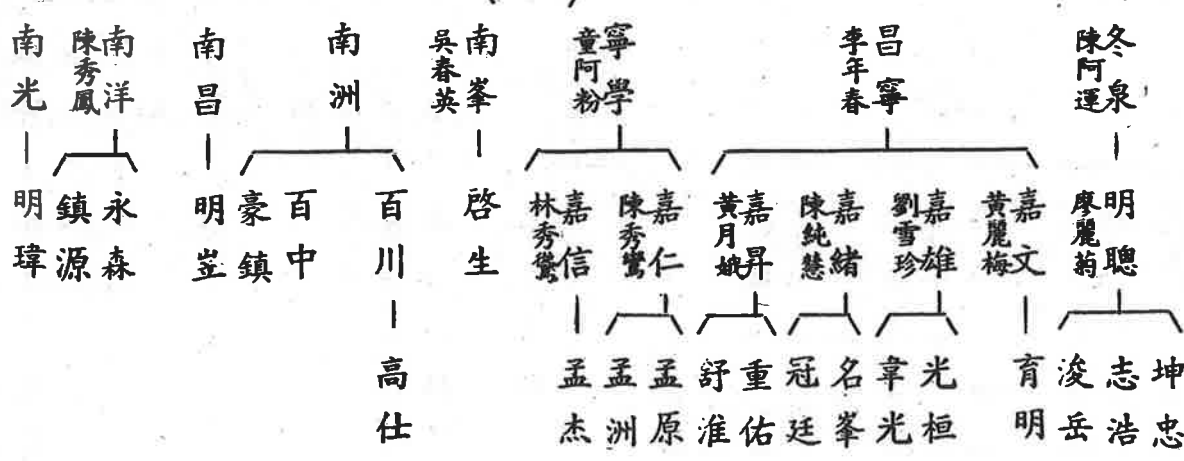 冬泉
陳阿運
昌寧
李年春
寧學
童阿粉
南峯
吳春英
南洲
南昌
南洋
陳秀鳳
南光
明聰
廖麗菊
嘉文
黃麗梅
嘉雄
劉雪珍
嘉緒
陳純慧
嘉昇
黃月娥
嘉仁
陳秀鸞
嘉信
林秀鶯
啓生
百川
百中
豪鎮
明岦
永森
鎮源
明瑋
坤忠
志浩
浚岳
育明
光桓
韋光
名峯
冠廷
重佑
舒淮
孟原
孟洲
孟杰
高仕